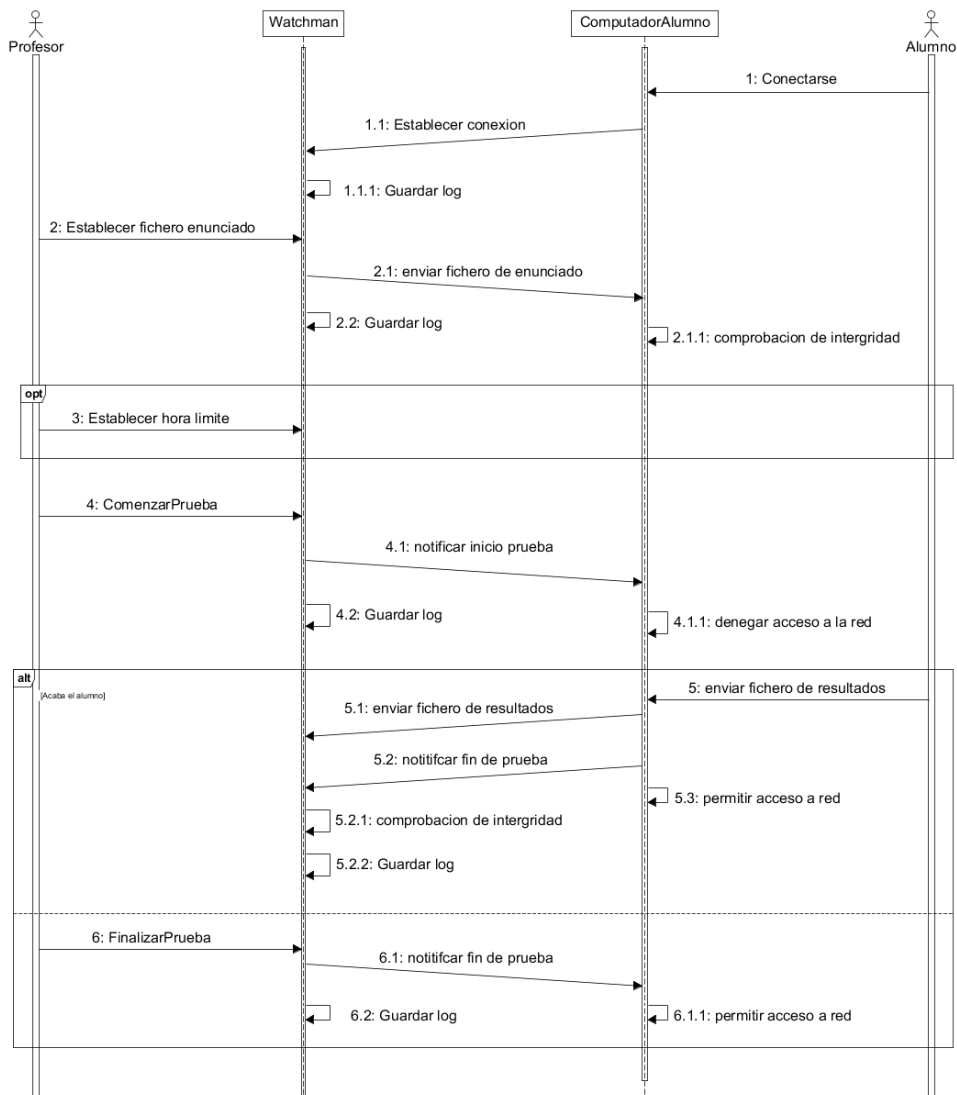 Profesor
Watchman
ComputadorAlumno
Alumno
1: Conectarse
1.1: Establecer conexion
1.1.1: Guardar log
2: Establecer fichero enunciado
2.1: enviar fichero de enunciado
2.2: Guardar log
2.1.1: comprobacion de intergridad
opt
3: Establecer hora limite
4: ComenzarPrueba
4.1: notificar inicio prueba
4.2: Guardar log
4.1.1: denegar acceso a la red
alt
[Acaba el alumno]
5: enviar fichero de resultados
5.1: enviar fichero de resultados
5.2: notitifcar fin de prueba
5.3: permitir acceso a red
5.2.1: comprobacion de intergridad
5.2.2: Guardar log
6: FinalizarPrueba
6.1: notitifcar fin de prueba
6.2: Guardar log
6.1.1: permitir acceso a red